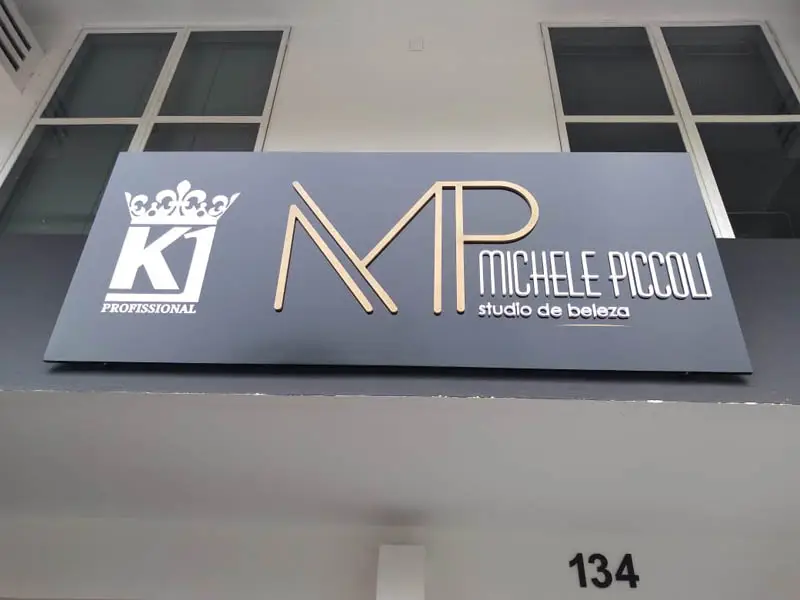 K1
PROFISSIONAL
MP
MICHELE PICCOLI
studio de beleza
134